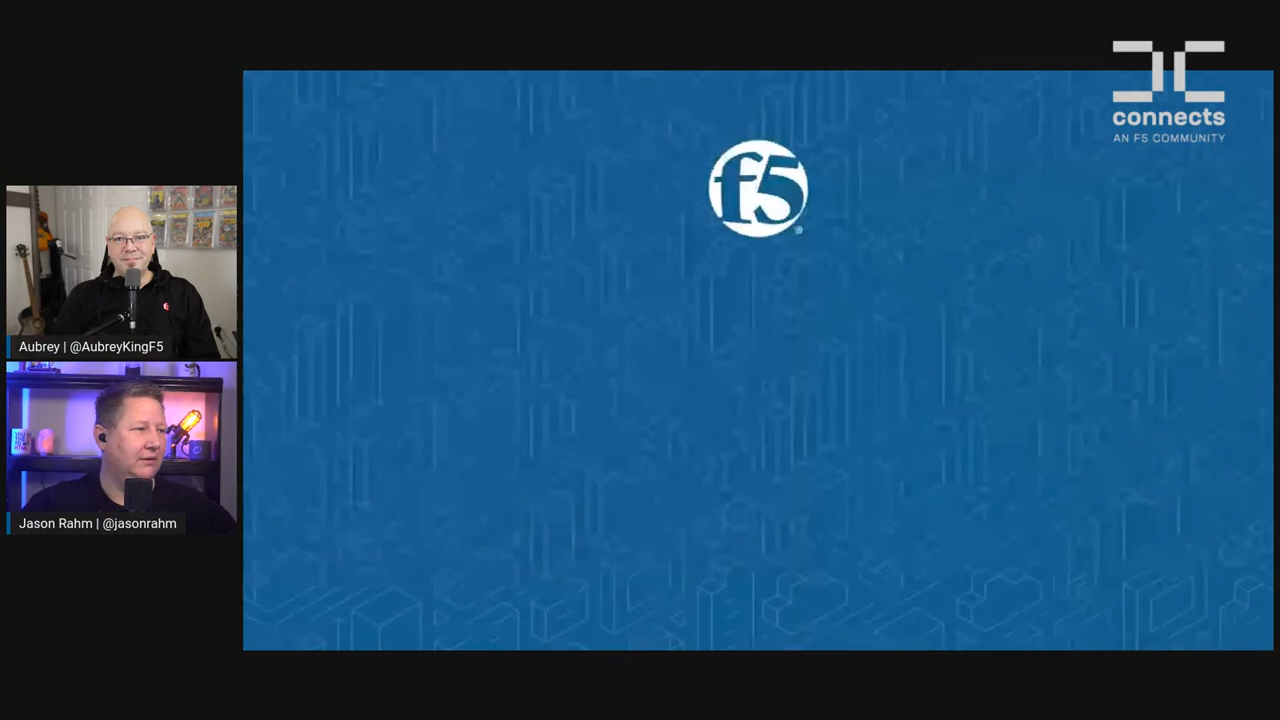 connects
AN F5 COMMUNITY
f5
Aubrey | @AubreyKingF5
Jason Rahm | @jasonrahm